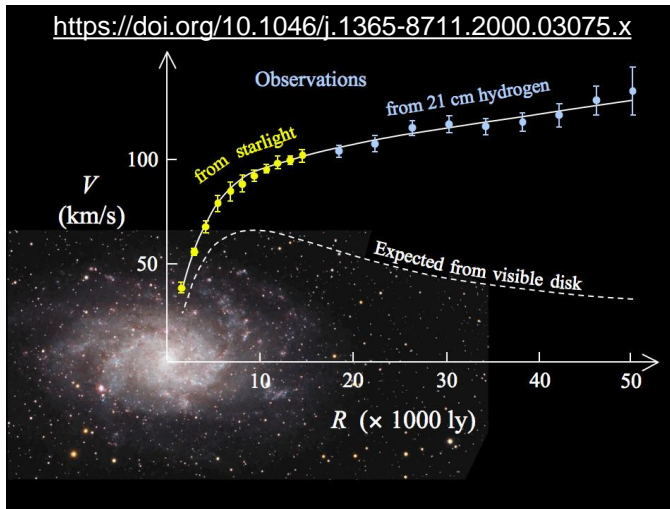 https://doi.org/10.1046/j.1365-8711.2000.03075.x
Observations
from 21 cm hydrogen
from starlight
100
V
(km/s)
50
Expected from visible disk
10
20
30
40
50
R (× 1000 ly)